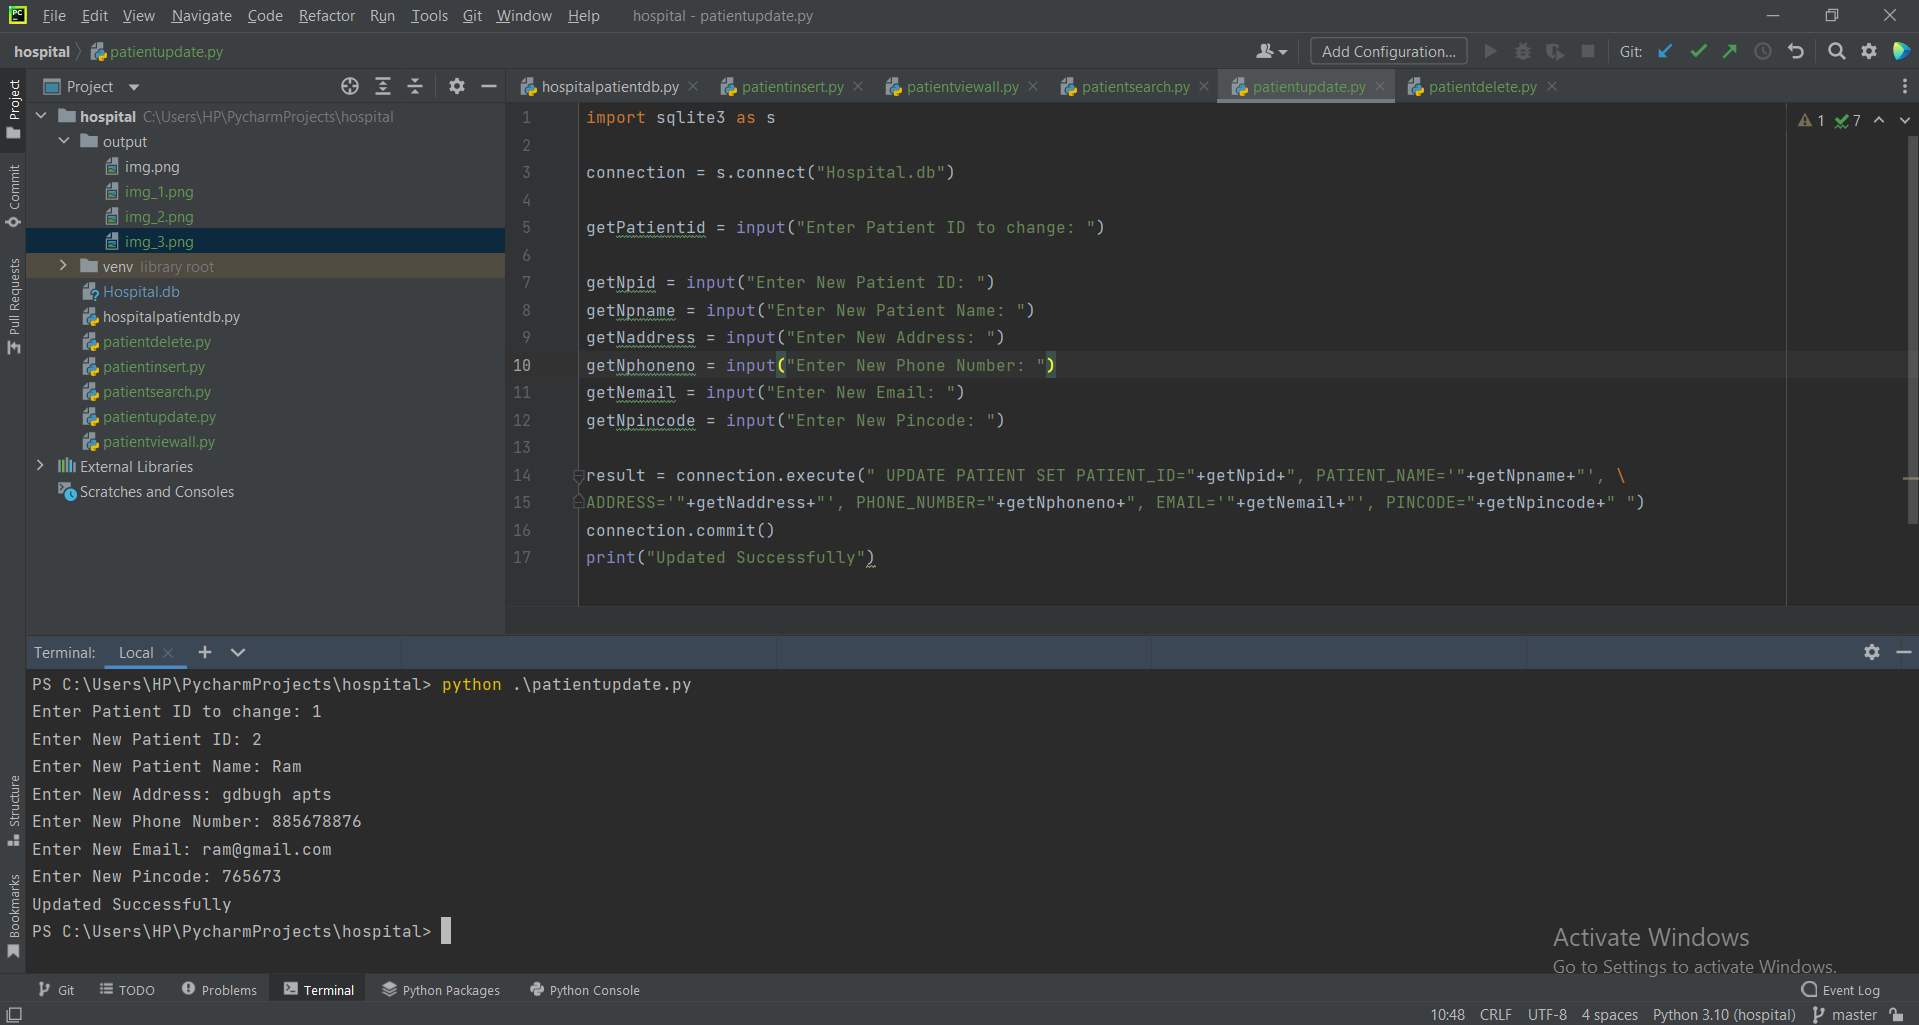 PC File Edit View Navigate Code Refactor Run Tools Git Window Help hospital - patientupdate.py
hospital patientupdate.py Add Configuration... Git:
Project
Project hospitalpatientdb.py patientinsert.py patientviewall.py patientsearch.py patientupdate.py patientdelete.py
hospital C:\Users\HP\PycharmProjects\hospital
output
img.png
img_1.png
img_2.png
img_3.png
venv library root
Hospital.db
hospitalpatientdb.py
patientdelete.py
patientinsert.py
patientsearch.py
patientupdate.py
patientviewall.py
External Libraries
Scratches and Consoles
Commit
Pull Requests
Structure
Bookmarks
1 import sqlite3 as s
2
3 connection = s.connect("Hospital.db")
4
5 getPatientid = input("Enter Patient ID to change: ")
6
7 getNpid = input("Enter New Patient ID: ")
8 getNpname = input("Enter New Patient Name: ")
9 getNaddress = input("Enter New Address: ")
10 getNphoneno = input("Enter New Phone Number: ")
11 getNemail = input("Enter New Email: ")
12 getNpincode = input("Enter New Pincode: ")
13
14 result = connection.execute(" UPDATE PATIENT SET PATIENT_ID="+getNpid+", PATIENT_NAME='"+getNpname+"', \
15 ADDRESS='"+getNaddress+"', PHONE_NUMBER="+getNphoneno+", EMAIL='"+getNemail+"', PINCODE="+getNpincode+" ")
16 connection.commit()
17 print("Updated Successfully")
1 7
Terminal: Local
PS C:\Users\HP\PycharmProjects\hospital> python .\patientupdate.py
Enter Patient ID to change: 1
Enter New Patient ID: 2
Enter New Patient Name: Ram
Enter New Address: gdbugh apts
Enter New Phone Number: 885678876
Enter New Email: ram@gmail.com
Enter New Pincode: 765673
Updated Successfully
PS C:\Users\HP\PycharmProjects\hospital>
Activate Windows
Go to Settings to activate Windows.
Git TODO Problems Terminal Python Packages Python Console Event Log
10:48 CRLF UTF-8 4 spaces Python 3.10 (hospital) master